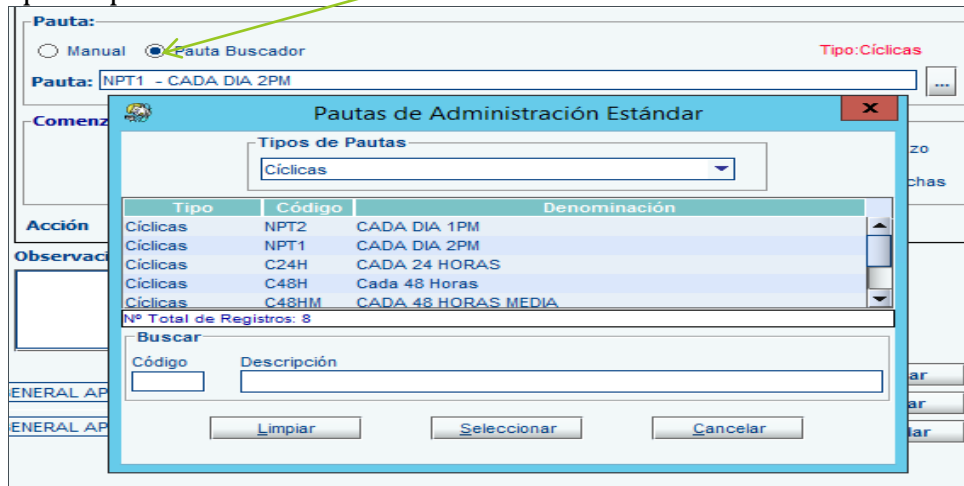 Pauta:
Manual Pauta Buscador Tipo:Cíclicas
Pauta: NPT1 - CADA DIA 2PM ...
Pautas de Administración Estándar x
Comenz
Tipos de Pautas
Cíclicas
zo
chas
Tipo Código Denominación
Acción
Cíclicas NPT2 CADA DIA 1PM
Cíclicas NPT1 CADA DIA 2PM
Observaci
Cíclicas C24H CADA 24 HORAS
Cíclicas C48H Cada 48 Horas
Cíclicas C48HM CADA 48 HORAS MEDIA
Nº Total de Registros: 8
Buscar
Código Descripción
ar
ENERAL AP
ar
ENERAL AP
Limpiar Seleccionar Cancelar
lar